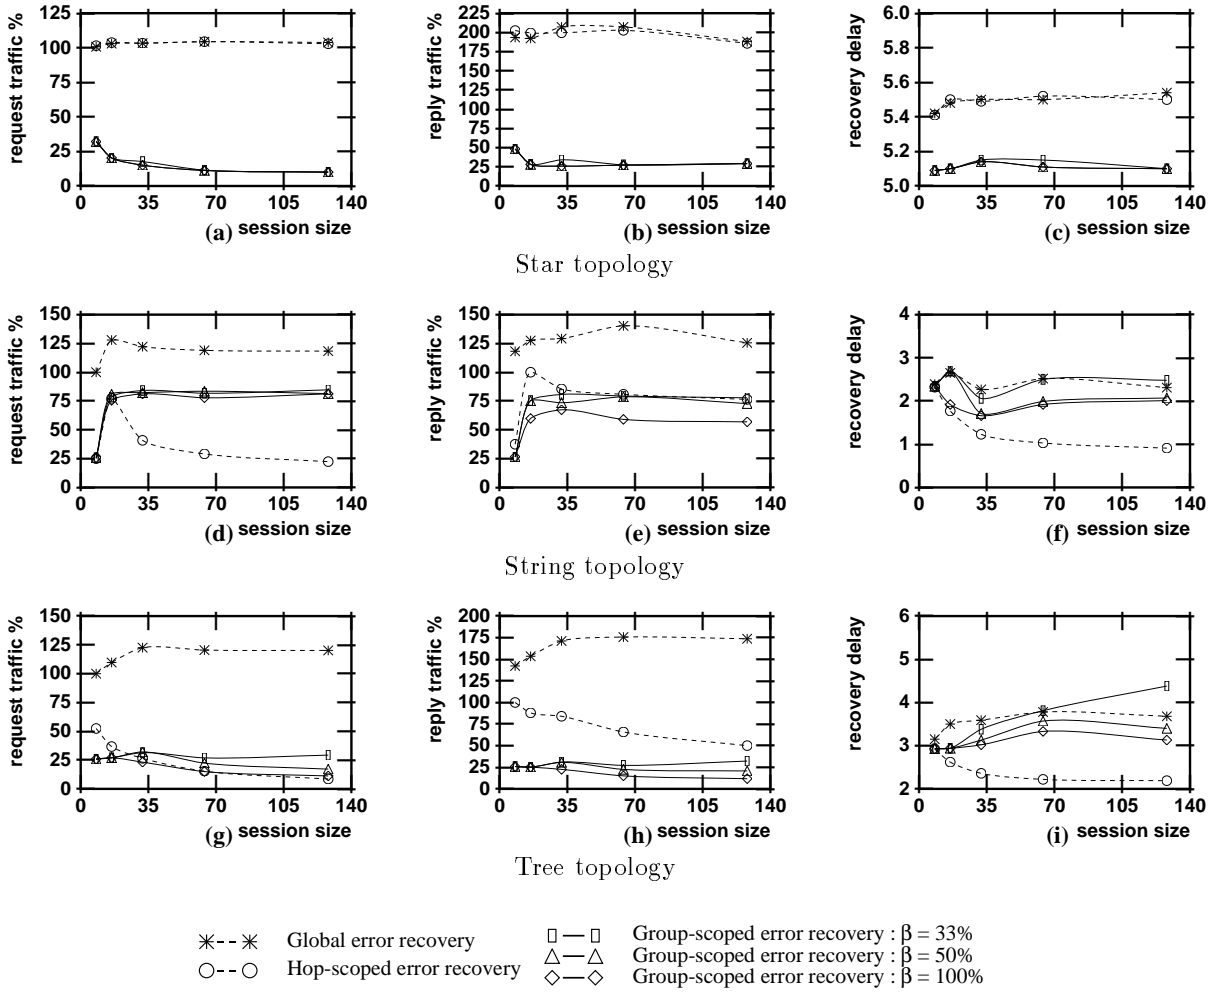 request traffic %
125
100
75
50
25
0
0 35 70 105 140
(a) session size
reply traffic %
225
200
175
150
125
100
75
50
25
0
0 35 70 105 140
(b) session size
recovery delay
6.0
5.8
5.6
5.4
5.2
5.0
0 35 70 105 140
(c) session size
Star topology
request traffic %
150
125
100
75
50
25
0
0 35 70 105 140
(d) session size
reply traffic %
150
125
100
75
50
25
0
0 35 70 105 140
(e) session size
recovery delay
4
3
2
1
0
0 35 70 105 140
(f) session size
String topology
request traffic %
150
125
100
75
50
25
0
0 35 70 105 140
(g) session size
reply traffic %
200
175
150
125
100
75
50
25
0
0 35 70 105 140
(h) session size
recovery delay
6
5
4
3
2
0 35 70 105 140
(i) session size
Tree topology
Global error recovery
Hop-scoped error recovery
Group-scoped error recovery : β = 33%
Group-scoped error recovery : β = 50%
Group-scoped error recovery : β = 100%